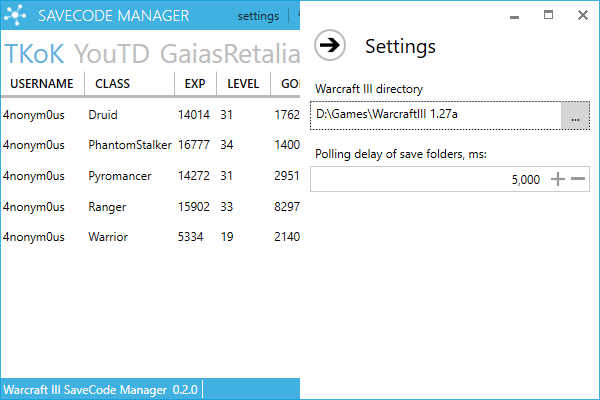 SAVECODE MANAGER settings
TKoK YouTD GaiasRetalia
USERNAME CLASS EXP LEVEL GO
4nonym0us Druid 14014 31 1762
4nonym0us PhantomStalker 16777 34 1400
4nonym0us Pyromancer 14272 31 2951
4nonym0us Ranger 15902 33 8297
4nonym0us Warrior 5334 19 2140
Warcraft III SaveCode Manager 0.2.0
Settings
Warcraft III directory
D:\Games\WarcraftIII 1.27a ...
Polling delay of save folders, ms:
5,000